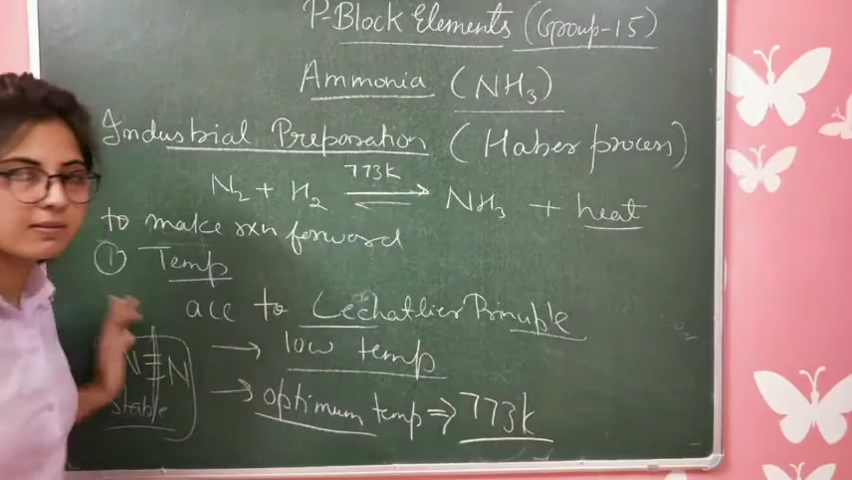 P-Block Elements (Group-15)
Ammonia (NH3)
Industrial Preparation (Haber process)
773k
N2 + H2 ⇌ NH3 + heat
to make rxn forward
① Temp
acc to Lechatlier Principle
→ low temp
N≡N
stable
→ optimum temp ⇒ 773k